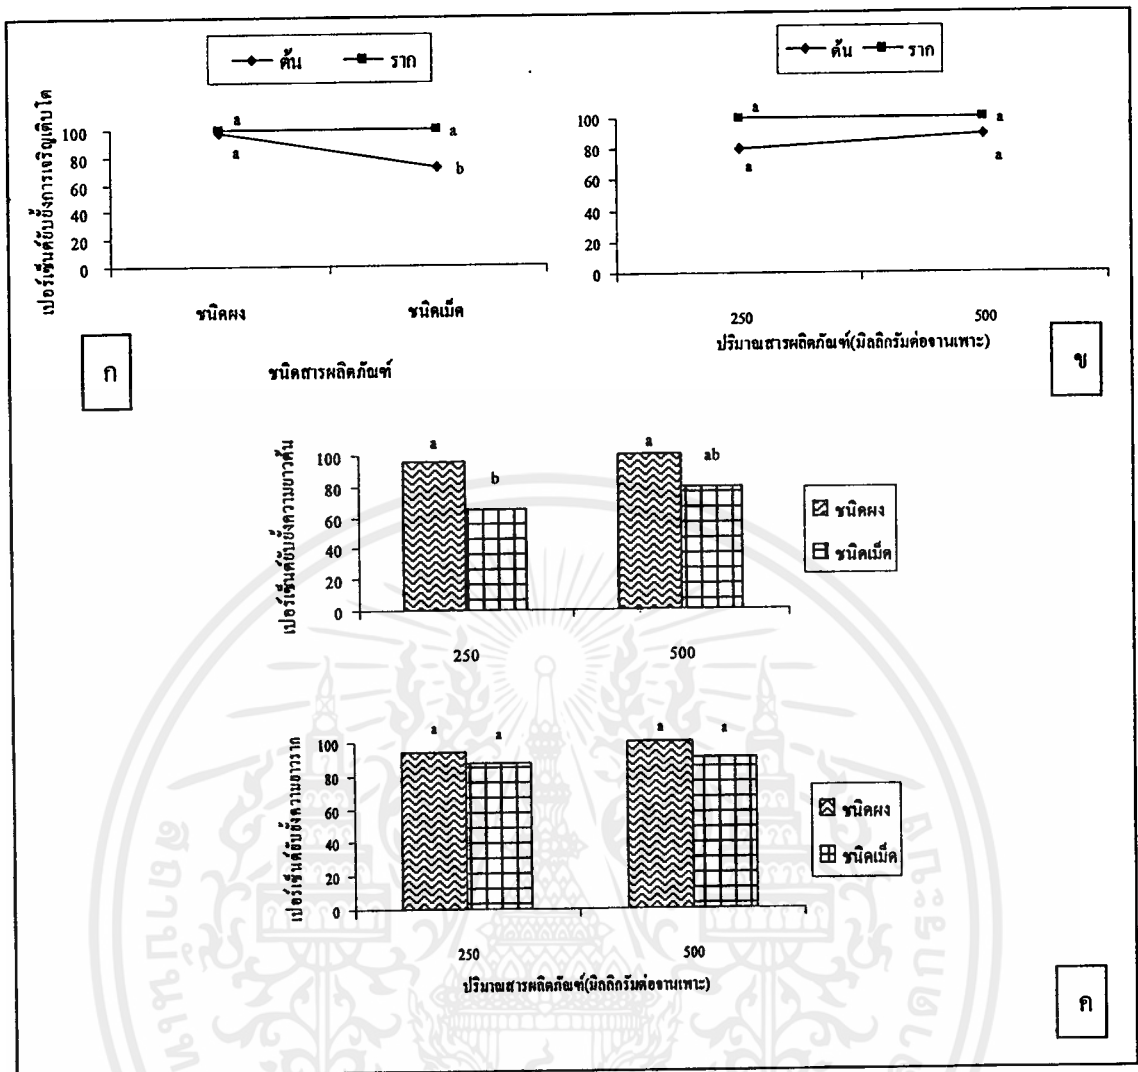 ต้น ราก
ต้น ราก
เปอร์เซ็นต์ยับยั้งการเจริญเติบโต
100
80
60
40
20
0
a
a
a
b
ชนิดผง ชนิดเม็ด
ชนิดสารผลิตภัณฑ์
ก
100
80
60
40
20
0
a
a
a
a
250 500
ปริมาณสารผลิตภัณฑ์(มิลลิกรัมต่อจานเพาะ)
ข
เปอร์เซ็นต์ยับยั้งความยาวต้น
100
80
60
40
20
0
a b a ab
250 500
ชนิดผง
ชนิดเม็ด
เปอร์เซ็นต์ยับยั้งความยาวราก
100
80
60
40
20
0
a a a a
250 500
ชนิดผง
ชนิดเม็ด
ปริมาณสารผลิตภัณฑ์(มิลลิกรัมต่อจานเพาะ)
ค